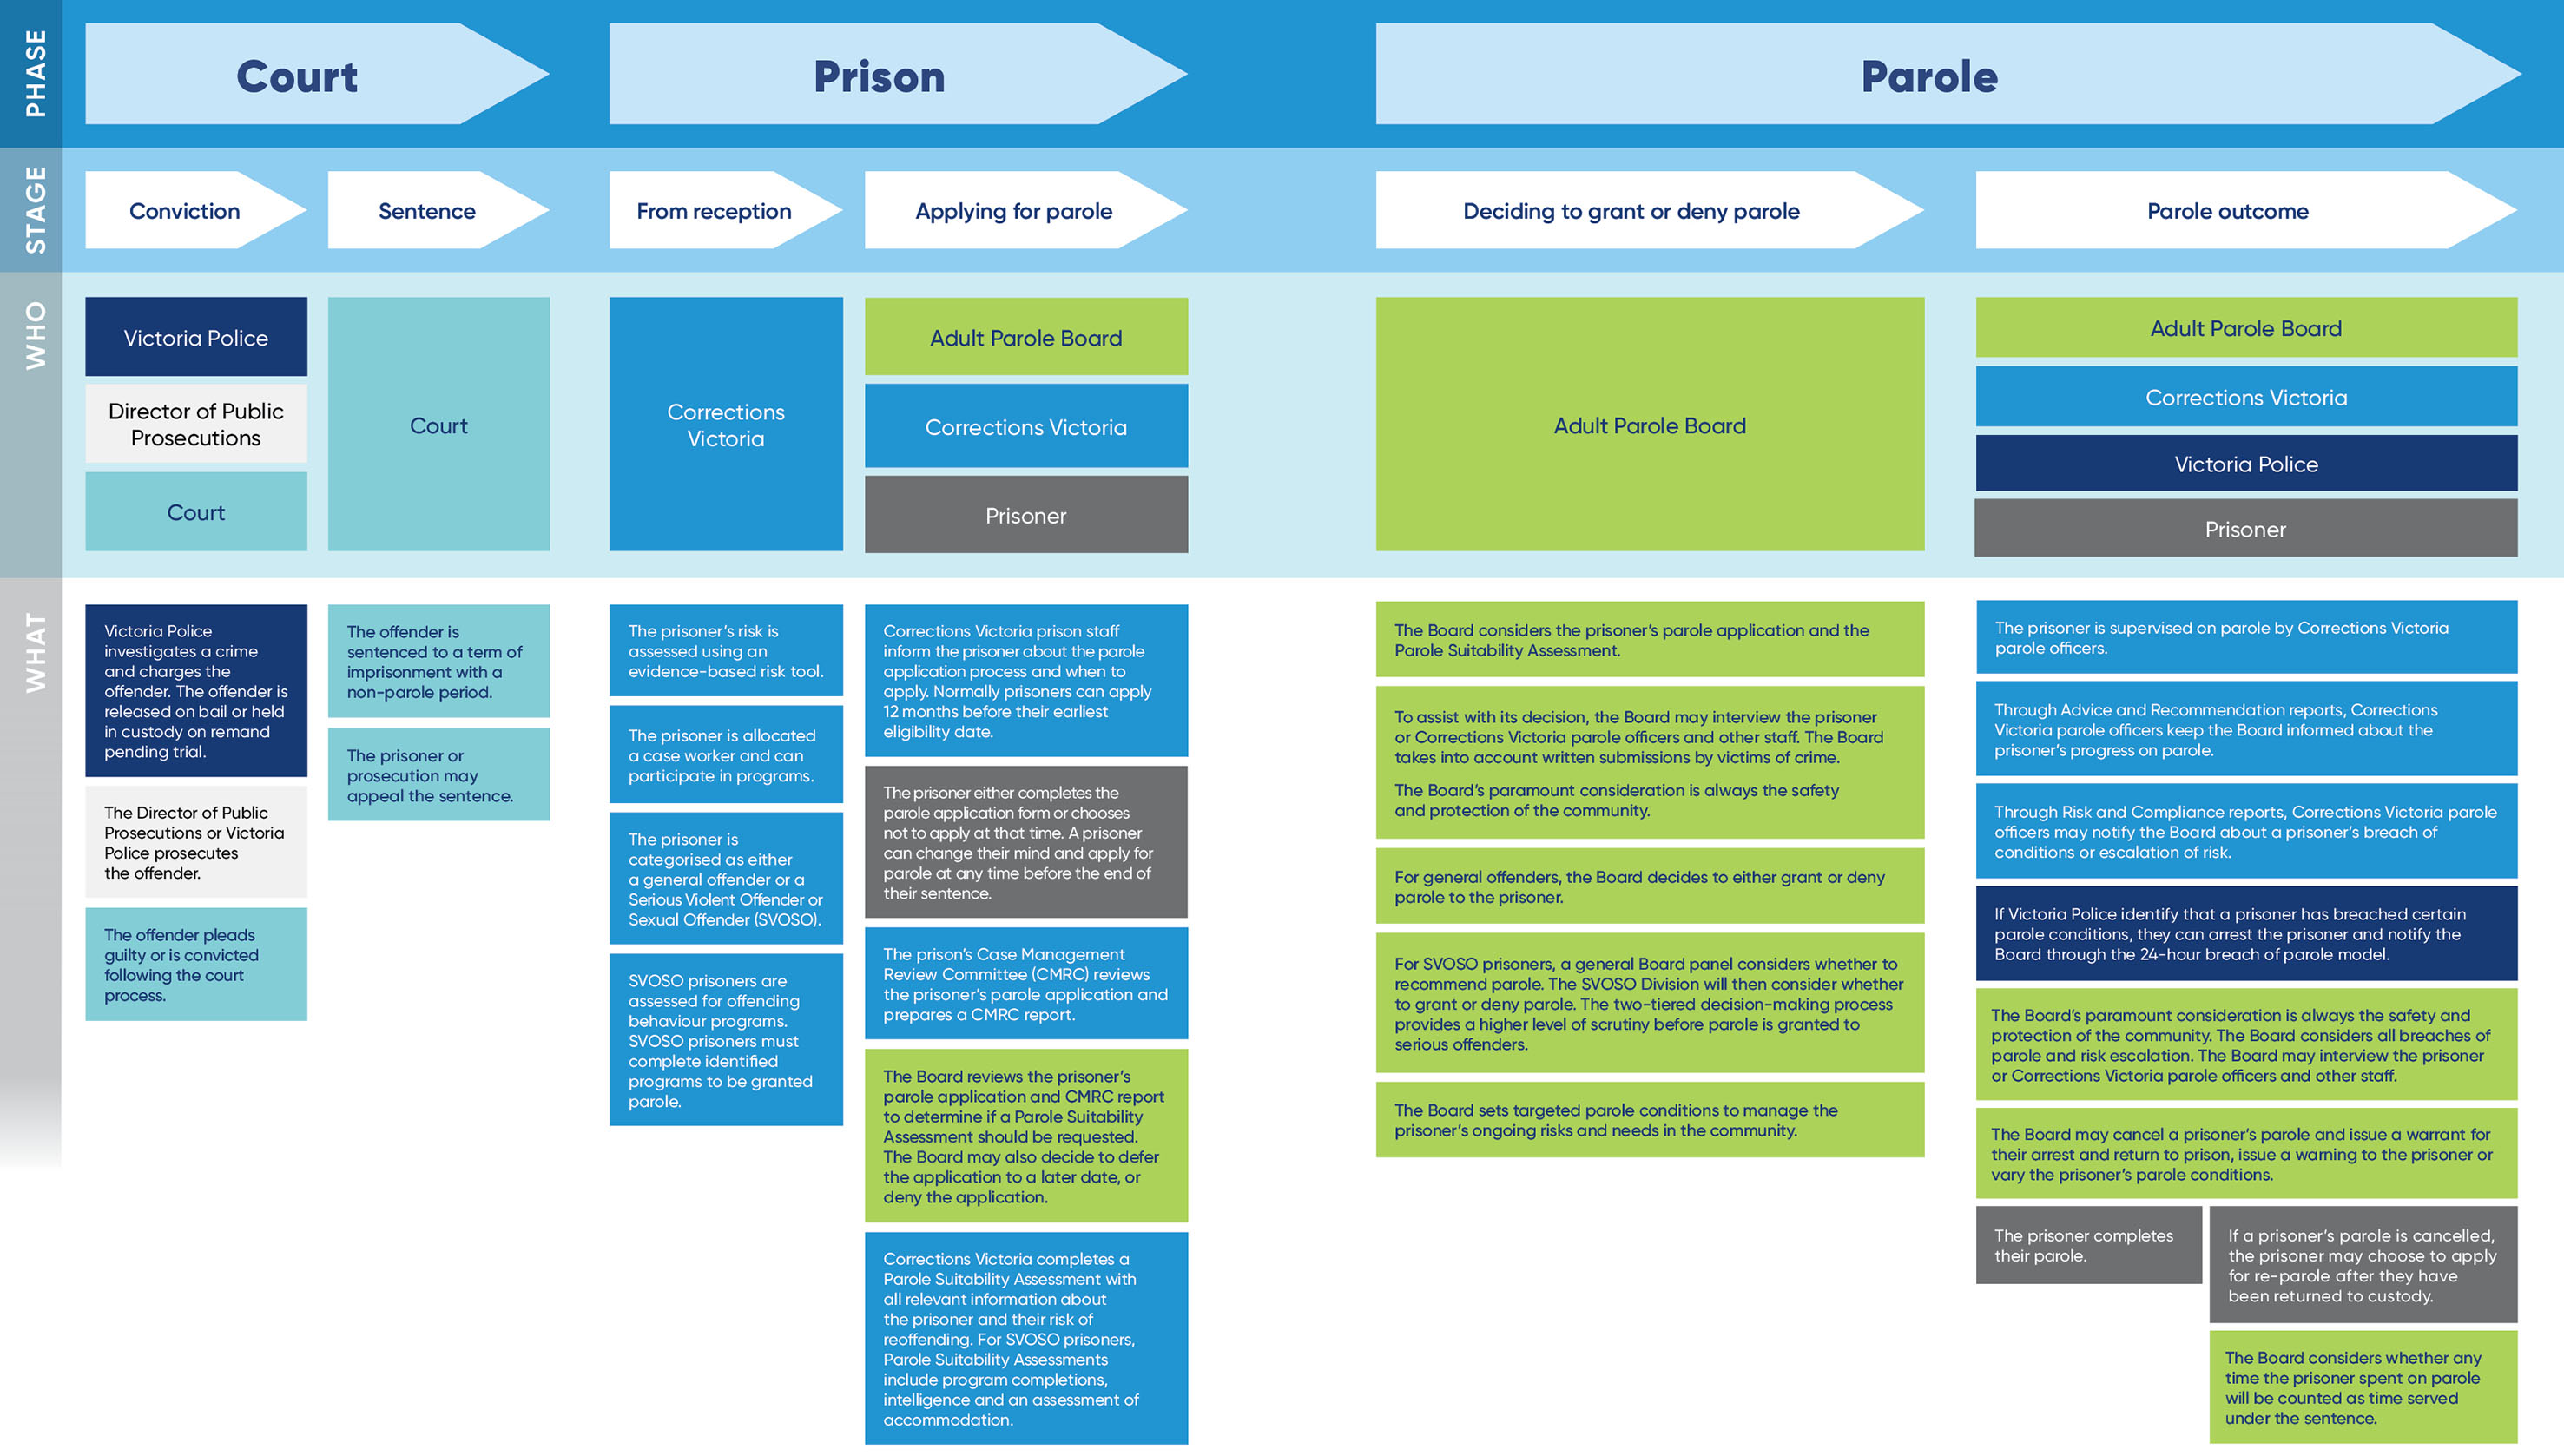 PHASE
Court
Prison
Parole
STAGE
Conviction
Sentence
From reception
Applying for parole
Deciding to grant or deny parole
Parole outcome
WHO
Victoria Police
Director of Public
Prosecutions
Court
Court
Corrections
Victoria
Adult Parole Board
Corrections Victoria
Prisoner
Adult Parole Board
Adult Parole Board
Corrections Victoria
Victoria Police
Prisoner
WHAT
Victoria Police
investigates a crime
and charges the
offender. The offender is
released on bail or held
in custody on remand
pending trial.
The Director of Public
Prosecutions or Victoria
Police prosecutes
the offender.
The offender pleads
guilty or is convicted
following the court
process.
The offender is
sentenced to a term of
imprisonment with a
non-parole period.
The prisoner or
prosecution may
appeal the sentence.
The prisoner's risk is
assessed using an
evidence-based risk tool.
The prisoner is allocated
a case worker and can
participate in programs.
The prisoner is
categorised as either
a general offender or a
Serious Violent Offender or
Sexual Offender (SVOSO).
SVOSO prisoners are
assessed for offending
behaviour programs.
SVOSO prisoners must
complete identified
programs to be granted
parole.
Corrections Victoria prison staff
inform the prisoner about the parole
application process and when to
apply. Normally prisoners can apply
12 months before their earliest
eligibility date.
The prisoner either completes the
parole application form or chooses
not to apply at that time. A prisoner
can change their mind and apply for
parole at any time before the end of
their sentence.
The prison's Case Management
Review Committee (CMRC) reviews
the prisoner's parole application and
prepares a CMRC report.
The Board reviews the prisoner's
parole application and CMRC report
to determine if a Parole Suitability
Assessment should be requested.
The Board may also decide to defer
the application to a later date, or
deny the application.
Corrections Victoria completes a
Parole Suitability Assessment with
all relevant information about
the prisoner and their risk of
reoffending. For SVOSO prisoners,
Parole Suitability Assessments
include program completions,
intelligence and an assessment of
accommodation.
The Board considers the prisoner's parole application and the
Parole Suitability Assessment.
To assist with its decision, the Board may interview the prisoner
or Corrections Victoria parole officers and other staff. The Board
takes into account written submissions by victims of crime.
The Board's paramount consideration is always the safety
and protection of the community.
For general offenders, the Board decides to either grant or deny
parole to the prisoner.
For SVOSO prisoners, a general Board panel considers whether to
recommend parole. The SVOSO Division will then consider whether
to grant or deny parole. The two-tiered decision-making process
provides a higher level of scrutiny before parole is granted to
serious offenders.
The Board sets targeted parole conditions to manage the
prisoner's ongoing risks and needs in the community.
The prisoner is supervised on parole by Corrections Victoria
parole officers.
Through Advice and Recommendation reports, Corrections
Victoria parole officers keep the Board informed about the
prisoner's progress on parole.
Through Risk and Compliance reports, Corrections Victoria parole
officers may notify the Board about a prisoner's breach of
conditions or escalation of risk.
If Victoria Police identify that a prisoner has breached certain
parole conditions, they can arrest the prisoner and notify the
Board through the 24-hour breach of parole model.
The Board's paramount consideration is always the safety and
protection of the community. The Board considers all breaches of
parole and risk escalation. The Board may interview the prisoner
or Corrections Victoria parole officers and other staff.
The Board may cancel a prisoner's parole and issue a warrant for
their arrest and return to prison, issue a warning to the prisoner or
vary the prisoner's parole conditions.
The prisoner completes
their parole.
If a prisoner's parole is cancelled,
the prisoner may choose to apply
for re-parole after they have
been returned to custody.
The Board considers whether any
time the prisoner spent on parole
will be counted as time served
under the sentence.